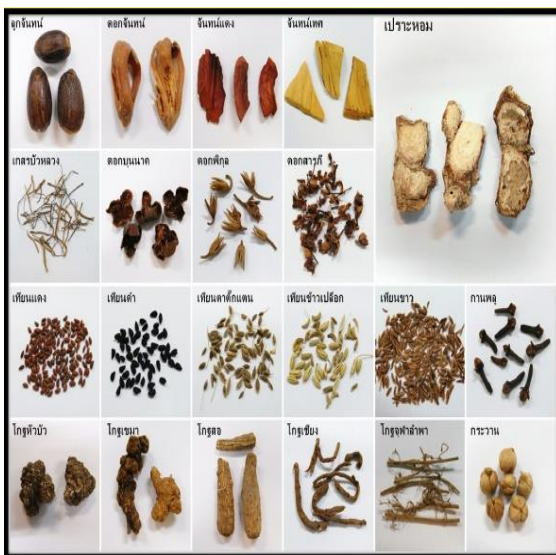 ลูกจันทน์
ดอกจันทน์
จันทน์แดง
จันทน์เทศ
เปราะหอม
เกสรบัวหลวง
ดอกบุนนาค
ดอกพิกุล
ดอกสารภี
เทียนแดง
เทียนดำ
เทียนตาตั๊กแตน
เทียนข้าวเปลือก
เทียนขาว
กานพลู
โกฐหัวบัว
โกฐเขมา
โกฐสอ
โกฐเชียง
โกฐจุฬาลำพา
กระวาน